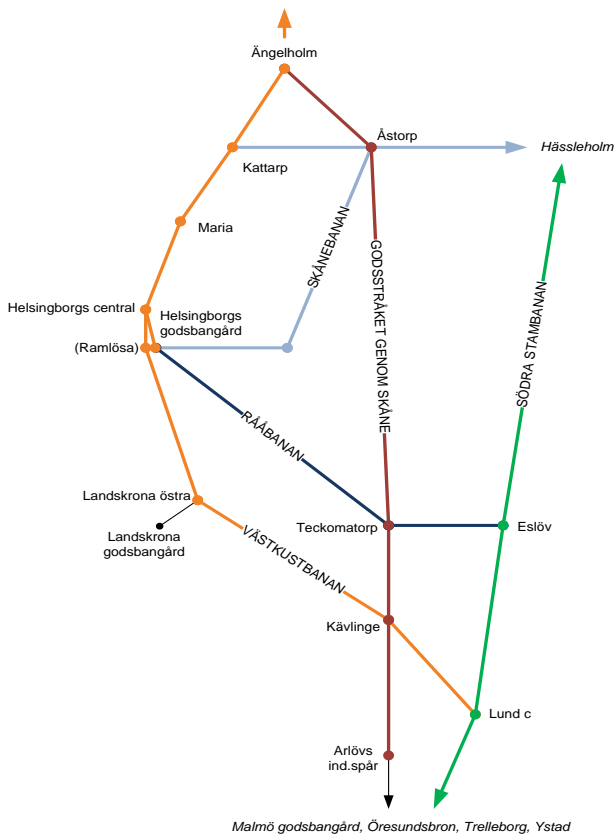 Ängelholm
Åstorp
Hässleholm
Kattarp
SKÅNEBANAN
Maria
GODSSTRÅKET GENOM SKÅNE
SÖDRA STAMBANAN
Helsingborgs central
Helsingborgs
godsbangård
(Ramlösa)
RÅÅBANAN
Landskrona östra
Landskrona
godsbangård
VÄSTKUSTBANAN
Teckomatorp
Eslöv
Kävlinge
Lund c
Arlövs
ind.spår
Malmö godsbangård, Öresundsbron, Trelleborg, Ystad